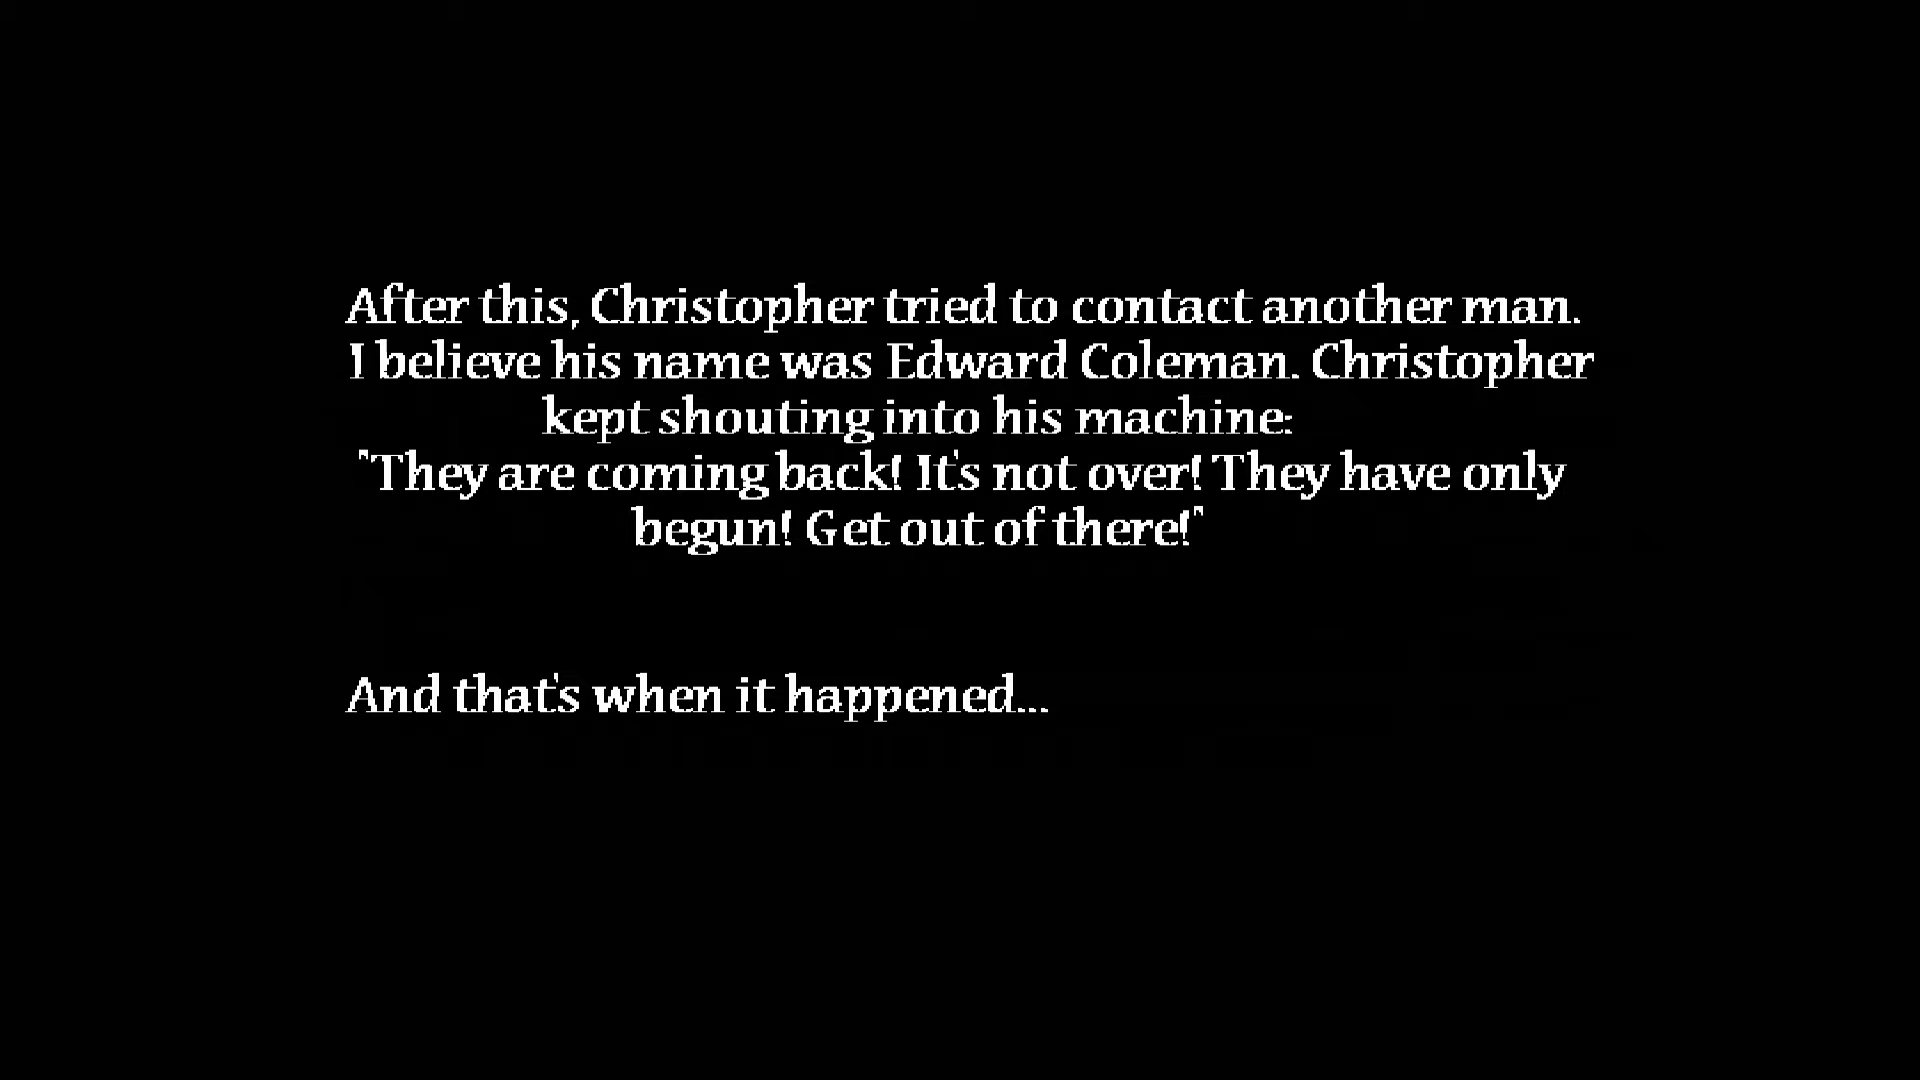 After this, Christopher tried to contact another man.
I believe his name was Edward Coleman. Christopher
kept shouting into his machine:
"They are coming back! It's not over! They have only
begun! Get out of there!"
And that's when it happened...